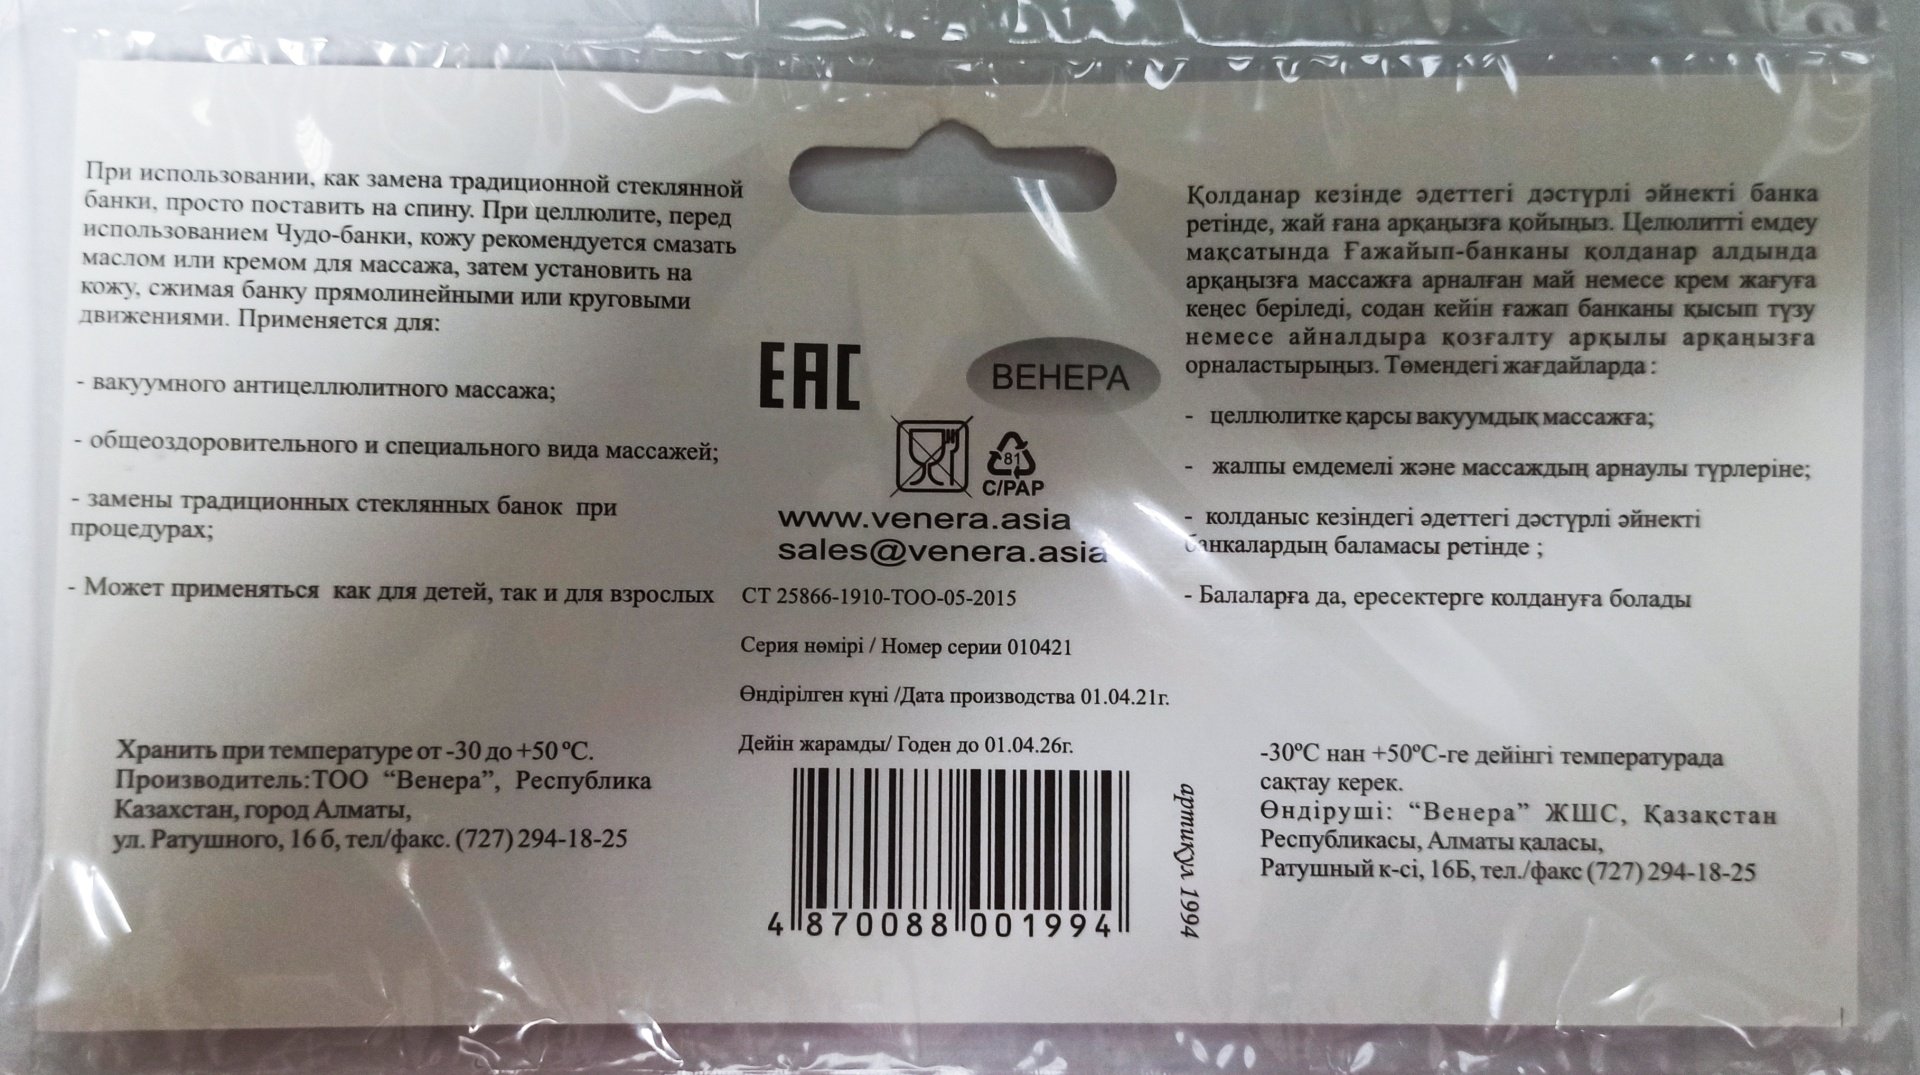 При использовании, как замена традиционной стеклянной
банки, просто поставить на спину. При целлюлите, перед
использованием Чудо-банки, кожу рекомендуется смазать
маслом или кремом для массажа, затем установить на
кожу, сжимая банку прямолинейными или круговыми
движениями. Применяется для:
- вакуумного антицеллюлитного массажа;
- общеоздоровительного и специального вида массажей;
- замены традиционных стеклянных банок при
процедурах;
- Может применяться как для детей, так и для взрослых
Хранить при температуре от -30 до +50 ºС.
Производитель:ТОО “Венера”, Республика
Казахстан, город Алматы,
ул. Ратушного, 16 б, тел/факс. (727) 294-18-25
ЕАС
ВЕНЕРА
81
C/PAP
www.venera.asia
sales@venera.asia
СТ 25866-1910-ТОО-05-2015
Серия нөмірі / Номер серии 010421
Өндірілген күні /Дата производства 01.04.21г.
Дейін жарамды/ Годен до 01.04.26г.
4 870088 001994
артикул 1994
Қолданар кезінде әдеттегі дәстүрлі әйнекті банка
ретінде, жай ғана арқаңызға қойыңыз. Целюлитті емдеу
мақсатында Ғажайып-банканы қолданар алдында
арқаңызға массажға арналған май немесе крем жағуға
кеңес беріледі, содан кейін ғажап банканы қысып түзу
немесе айналдыра қозғалту арқылы арқаңызға
орналастырыңыз. Төмендегі жағдайларда :
- целлюлитке қарсы вакуумдық массажға;
- жалпы емдемелі және массаждың арнаулы түрлеріне;
- колданыс кезіндегі әдеттегі дәстүрлі әйнекті
банкалардың баламасы ретінде ;
- Балаларға да, ересектерге колдануға болады
-30ºС нан +50ºС-ге дейінгі температурада
сақтау керек.
Өндіруші: “Венера” ЖШС, Қазақстан
Республикасы, Алматы қаласы,
Ратушный к-сі, 16Б, тел./факс (727) 294-18-25